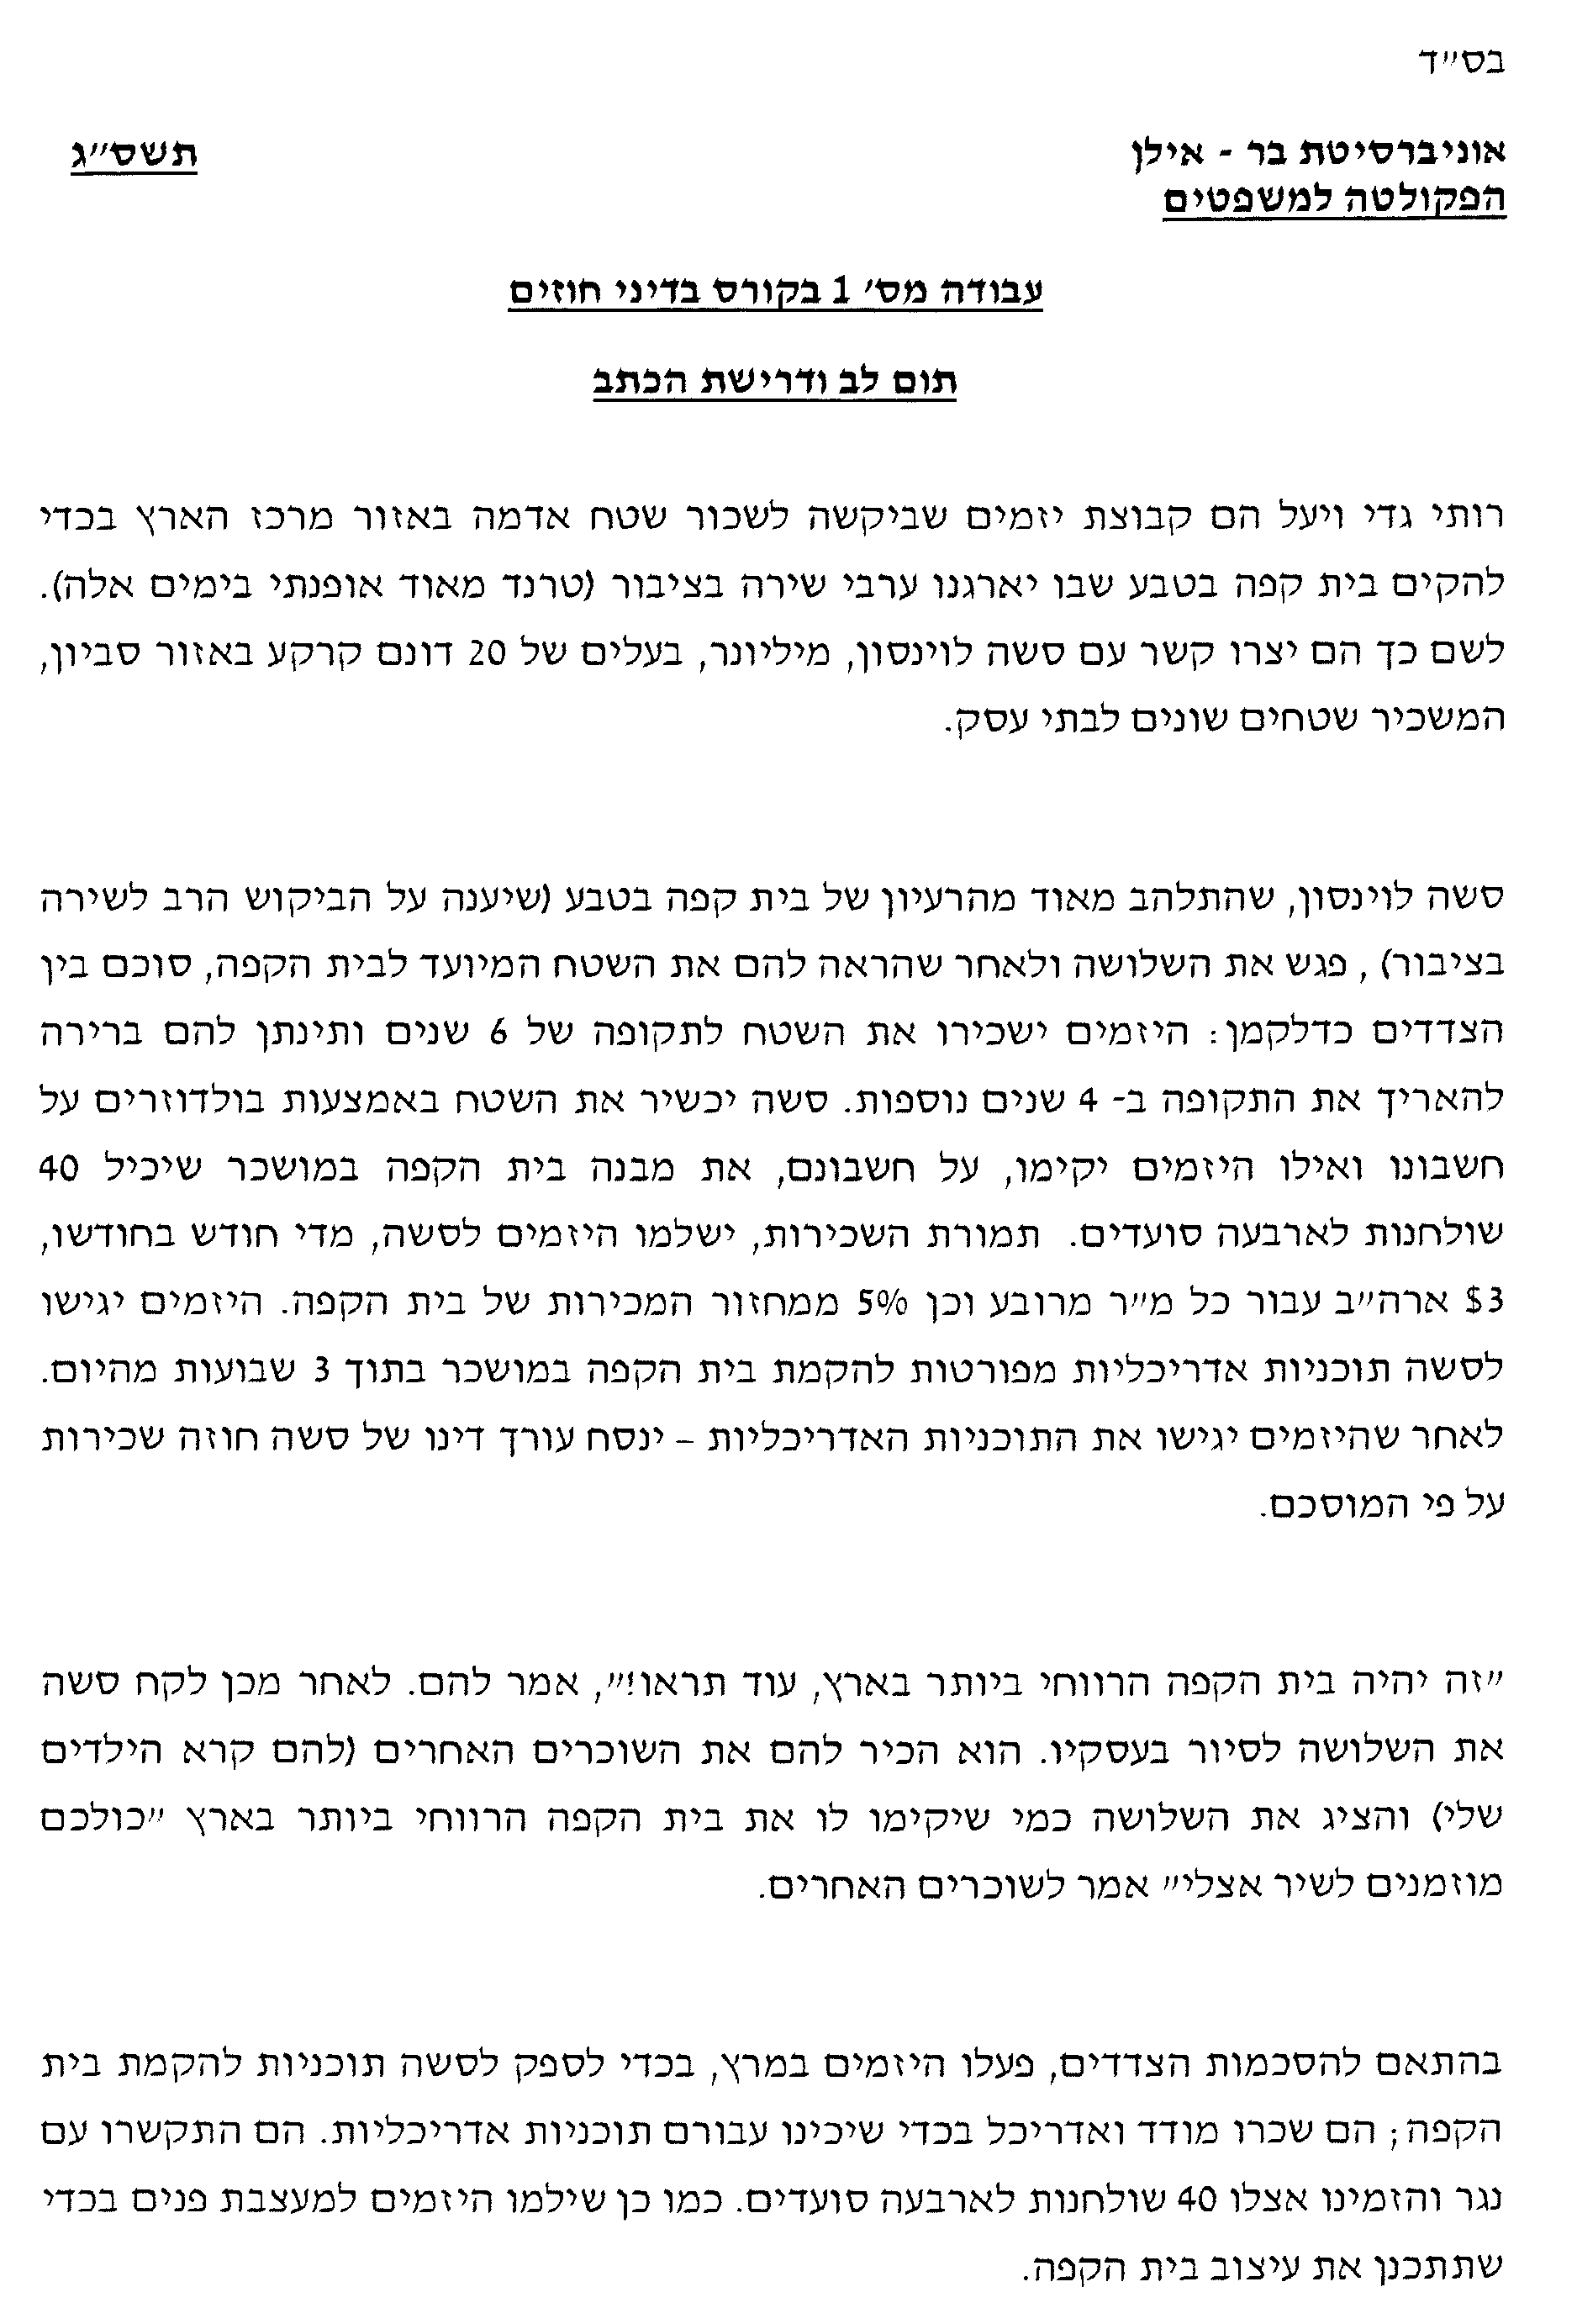 בס״ד
אוניברסיטת בר - אילן תשס״ג
הפקולטה למשפטים
עבודה מס׳ 1 בקורס בדיני חוזים
תום לב ודרישת הכתב
רותי גדי ויעל הם קבוצת יזמים שביקשה לשכור שטח אדמה באזור מרכז הארץ בכדי
להקים בית קפה בטבע שבו יארגנו ערבי שירה בציבור (טרנד מאוד אופנתי בימים אלה).
לשם כך הם יצרו קשר עם סשה לוינסון, מיליונר, בעלים של 20 דונם קרקע באזור סביון,
המשכיר שטחים שונים לבתי עסק.
סשה לוינסון, שהתלהב מאוד מהרעיון של בית קפה בטבע (שיענה על הביקוש הרב לשירה
בציבור) , פגש את השלושה ולאחר שהראה להם את השטח המיועד לבית הקפה, סוכם בין
הצדדים כדלקמן: היזמים ישכירו את השטח לתקופה של 6 שנים ותינתן להם ברירה
להאריך את התקופה ב- 4 שנים נוספות. סשה יכשיר את השטח באמצעות בולדוזרים על
חשבונו ואילו היזמים יקימו, על חשבונם, את מבנה בית הקפה במושכר שיכיל 40
שולחנות לארבעה סועדים. תמורת השכירות, ישלמו היזמים לסשה, מדי חודש בחודשו,
3$ ארה״ב עבור כל מ״ר מרובע וכן 5% ממחזור המכירות של בית הקפה. היזמים יגישו
לסשה תוכניות אדריכליות מפורטות להקמת בית הקפה במושכר בתוך 3 שבועות מהיום.
לאחר שהיזמים יגישו את התוכניות האדריכליות – ינסח עורך דינו של סשה חוזה שכירות
על פי המוסכם.
״זה יהיה בית הקפה הרווחי ביותר בארץ, עוד תראו!״, אמר להם. לאחר מכן לקח סשה
את השלושה לסיור בעסקיו. הוא הכיר להם את השוכרים האחרים (להם קרא הילדים
שלי) והציג את השלושה כמי שיקימו לו את בית הקפה הרווחי ביותר בארץ ״כולכם
מוזמנים לשיר אצלי״ אמר לשוכרים האחרים.
בהתאם להסכמות הצדדים, פעלו היזמים במרץ, בכדי לספק לסשה תוכניות להקמת בית
הקפה; הם שכרו מודד ואדריכל בכדי שיכינו עבורם תוכניות אדריכליות. הם התקשרו עם
נגר והזמינו אצלו 40 שולחנות לארבעה סועדים. כמו כן שילמו היזמים למעצבת פנים בכדי
שתתכנן את עיצוב בית הקפה.